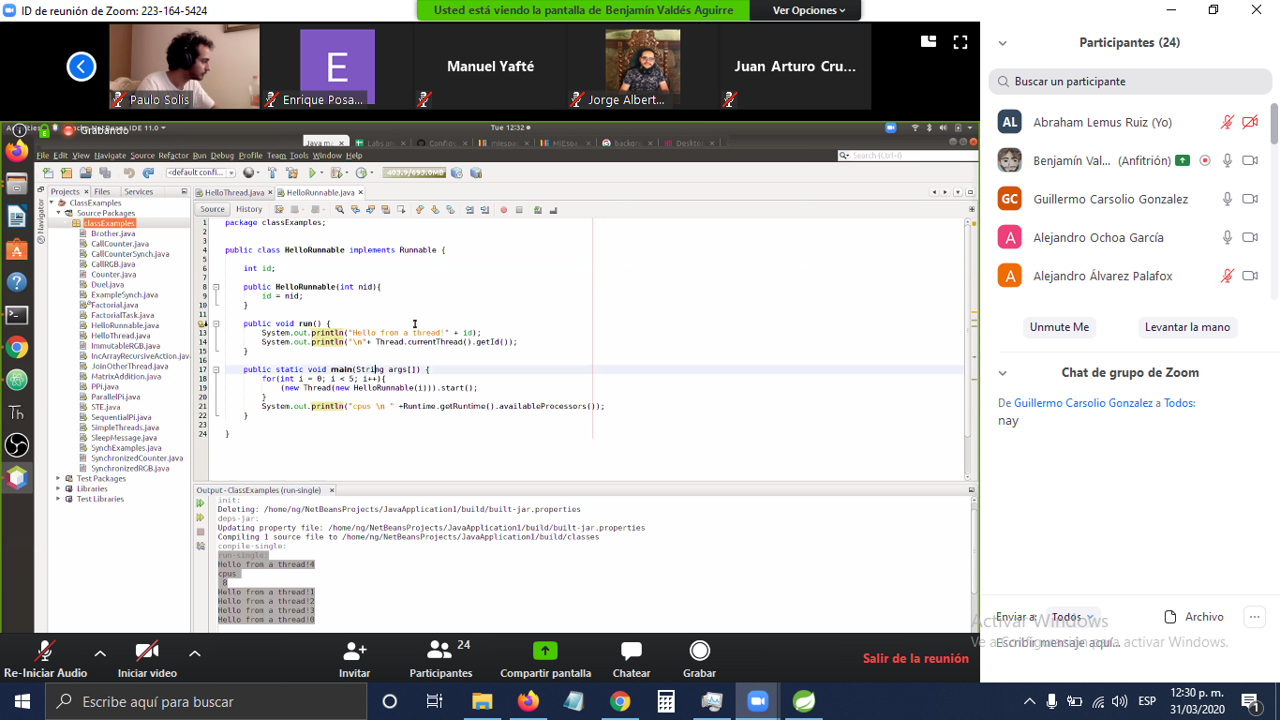 ID de reunión de Zoom: 223-164-5424
Usted está viendo la pantalla de Benjamín Valdés Aguirre
Ver Opciones
Paulo Solis
E
Enrique Posa...
Manuel Yafté
Jorge Albert...
Juan Arturo Cru...
Grabando
NetBeans IDE 11.0
Tue 12:32
Java m
Labs
Desktop
File Edit View Navigate Source Refactor Run Debug Profile Team Tools Window Help
Search (Ctrl+I)
<default confi...
403.9/693.0MB
Projects
Files
Services
Navigator
HelloThread.java
HelloRunnable.java
Source
History
ClassExamples
Source Packages
classExamples
Brother.java
CallCounter.java
CallCounterSynch.java
CallRGB.java
Counter.java
Duel.java
ExampleSynch.java
Factorial.java
FactorialTask.java
HelloRunnable.java
HelloThread.java
ImmutableRGB.java
IncArrayRecursiveAction.jav
JoinOtherThread.java
MatrixAddition.java
PPi.java
ParallelPi.java
STE.java
SequentialPi.java
SimpleThreads.java
SleepMessage.java
SynchExamples.java
SynchronizedCounter.java
SynchronizedRGB.java
Test Packages
Libraries
Test Libraries
1 package classExamples;
2
3
4 public class HelloRunnable implements Runnable {
5
6 int id;
7
8 public HelloRunnable(int nid){
9 id = nid;
10 }
11
public void run() {
13 System.out.println("Hello from a thread!" + id);
14 System.out.println("\n"+ Thread.currentThread().getId());
15 }
16
17 public static void main(String args[]) {
18 for(int i = 0; i < 5; i++){
19 (new Thread(new HelloRunnable(i))).start();
20 }
21 System.out.println("cpus \n " +Runtime.getRuntime().availableProcessors());
22 }
23
24 }
Output - ClassExamples (run-single)
init:
Deleting: /home/ng/NetBeansProjects/JavaApplication1/build/built-jar.properties
deps-jar:
Updating property file: /home/ng/NetBeansProjects/JavaApplication1/build/built-jar.properties
Compiling 1 source file to /home/ng/NetBeansProjects/JavaApplication1/build/classes
compile-single:
run-single:
Hello from a thread!4
cpus
8
Hello from a thread!1
Hello from a thread!2
Hello from a thread!3
Hello from a thread!0
Participantes (24)
Buscar un participante
AL Abraham Lemus Ruiz (Yo)
Benjamín Val... (Anfitrión)
GC Guillermo Carsolio Gonzalez
A Alejandro Ochoa García
A Alejandro Álvarez Palafox
Unmute Me
Levantar la mano
Chat de grupo de Zoom
De Guillermo Carsolio Gonzalez a Todos:
nay
Enviar a: Todos
Archivo
...
Escribir mensaje aquí...
Activar Windows
Ve a Configuración para activar Windows.
Re-Iniciar Audio
Iniciar video
Invitar
24
Participantes
Compartir pantalla
Chatear
Grabar
Salir de la reunión
Escribe aquí para buscar
ESP
12:30 p. m.
31/03/2020
1